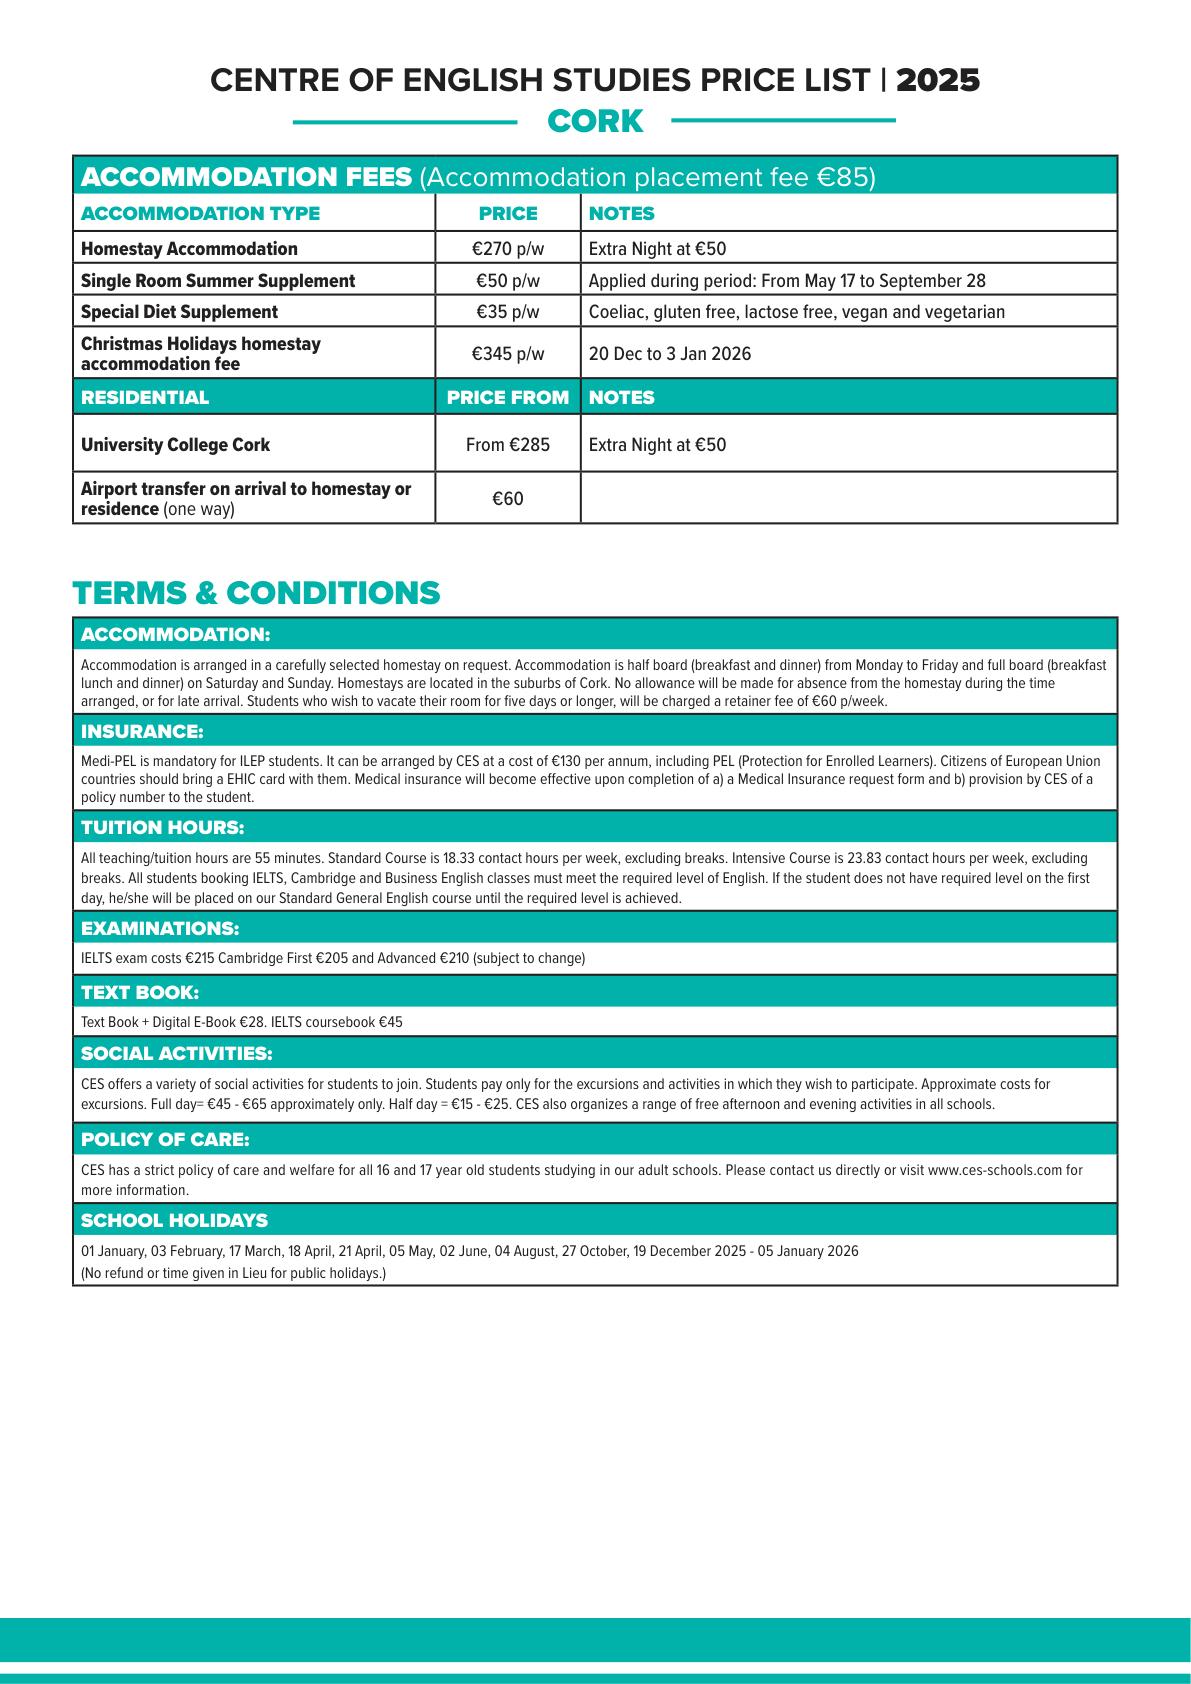 CENTRE OF ENGLISH STUDIES PRICE LIST | 2025
CORK
ACCOMMODATION FEES (Accommodation placement fee €85)
ACCOMMODATION TYPE PRICE NOTES
Homestay Accommodation €270 p/w Extra Night at €50
Single Room Summer Supplement €50 p/w Applied during period: From May 17 to September 28
Special Diet Supplement €35 p/w Coeliac, gluten free, lactose free, vegan and vegetarian
Christmas Holidays homestay
accommodation fee €345 p/w 20 Dec to 3 Jan 2026
RESIDENTIAL PRICE FROM NOTES
University College Cork From €285 Extra Night at €50
Airport transfer on arrival to homestay or
residence (one way) €60
TERMS & CONDITIONS
ACCOMMODATION:
Accommodation is arranged in a carefully selected homestay on request. Accommodation is half board (breakfast and dinner) from Monday to Friday and full board (breakfast
lunch and dinner) on Saturday and Sunday. Homestays are located in the suburbs of Cork. No allowance will be made for absence from the homestay during the time
arranged, or for late arrival. Students who wish to vacate their room for five days or longer, will be charged a retainer fee of €60 p/week.
INSURANCE:
Medi-PEL is mandatory for ILEP students. It can be arranged by CES at a cost of €130 per annum, including PEL (Protection for Enrolled Learners). Citizens of European Union
countries should bring a EHIC card with them. Medical insurance will become effective upon completion of a) a Medical Insurance request form and b) provision by CES of a
policy number to the student.
TUITION HOURS:
All teaching/tuition hours are 55 minutes. Standard Course is 18.33 contact hours per week, excluding breaks. Intensive Course is 23.83 contact hours per week, excluding
breaks. All students booking IELTS, Cambridge and Business English classes must meet the required level of English. If the student does not have required level on the first
day, he/she will be placed on our Standard General English course until the required level is achieved.
EXAMINATIONS:
IELTS exam costs €215 Cambridge First €205 and Advanced €210 (subject to change)
TEXT BOOK:
Text Book + Digital E-Book €28. IELTS coursebook €45
SOCIAL ACTIVITIES:
CES offers a variety of social activities for students to join. Students pay only for the excursions and activities in which they wish to participate. Approximate costs for
excursions. Full day= €45 - €65 approximately only. Half day = €15 - €25. CES also organizes a range of free afternoon and evening activities in all schools.
POLICY OF CARE:
CES has a strict policy of care and welfare for all 16 and 17 year old students studying in our adult schools. Please contact us directly or visit www.ces-schools.com for
more information.
SCHOOL HOLIDAYS
01 January, 03 February, 17 March, 18 April, 21 April, 05 May, 02 June, 04 August, 27 October, 19 December 2025 - 05 January 2026
(No refund or time given in Lieu for public holidays.)